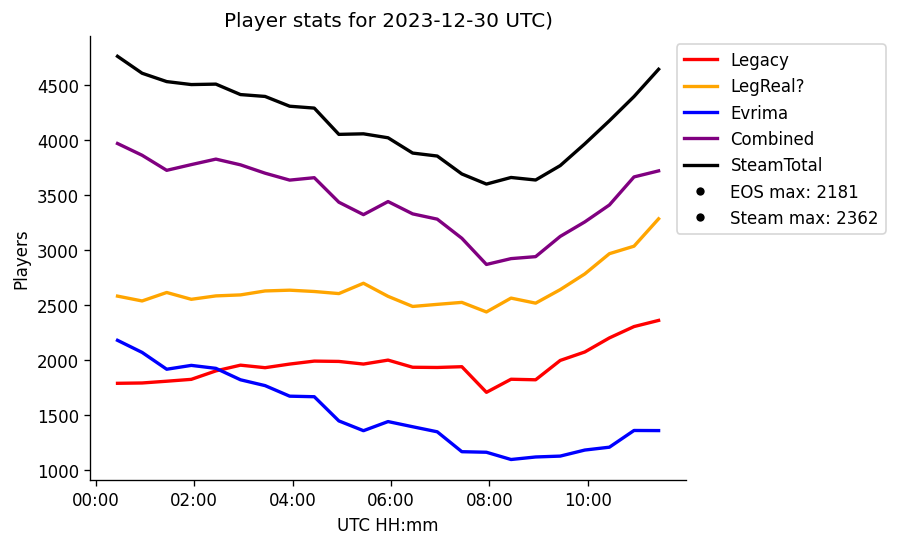 Player stats for 2023-12-30 UTC)
Legacy
LegReal?
Evrima
Combined
SteamTotal
EOS max: 2181
Steam max: 2362
Players
4500
4000
3500
3000
2500
2000
1500
1000
00:00 02:00 04:00 06:00 08:00 10:00
UTC HH:mm